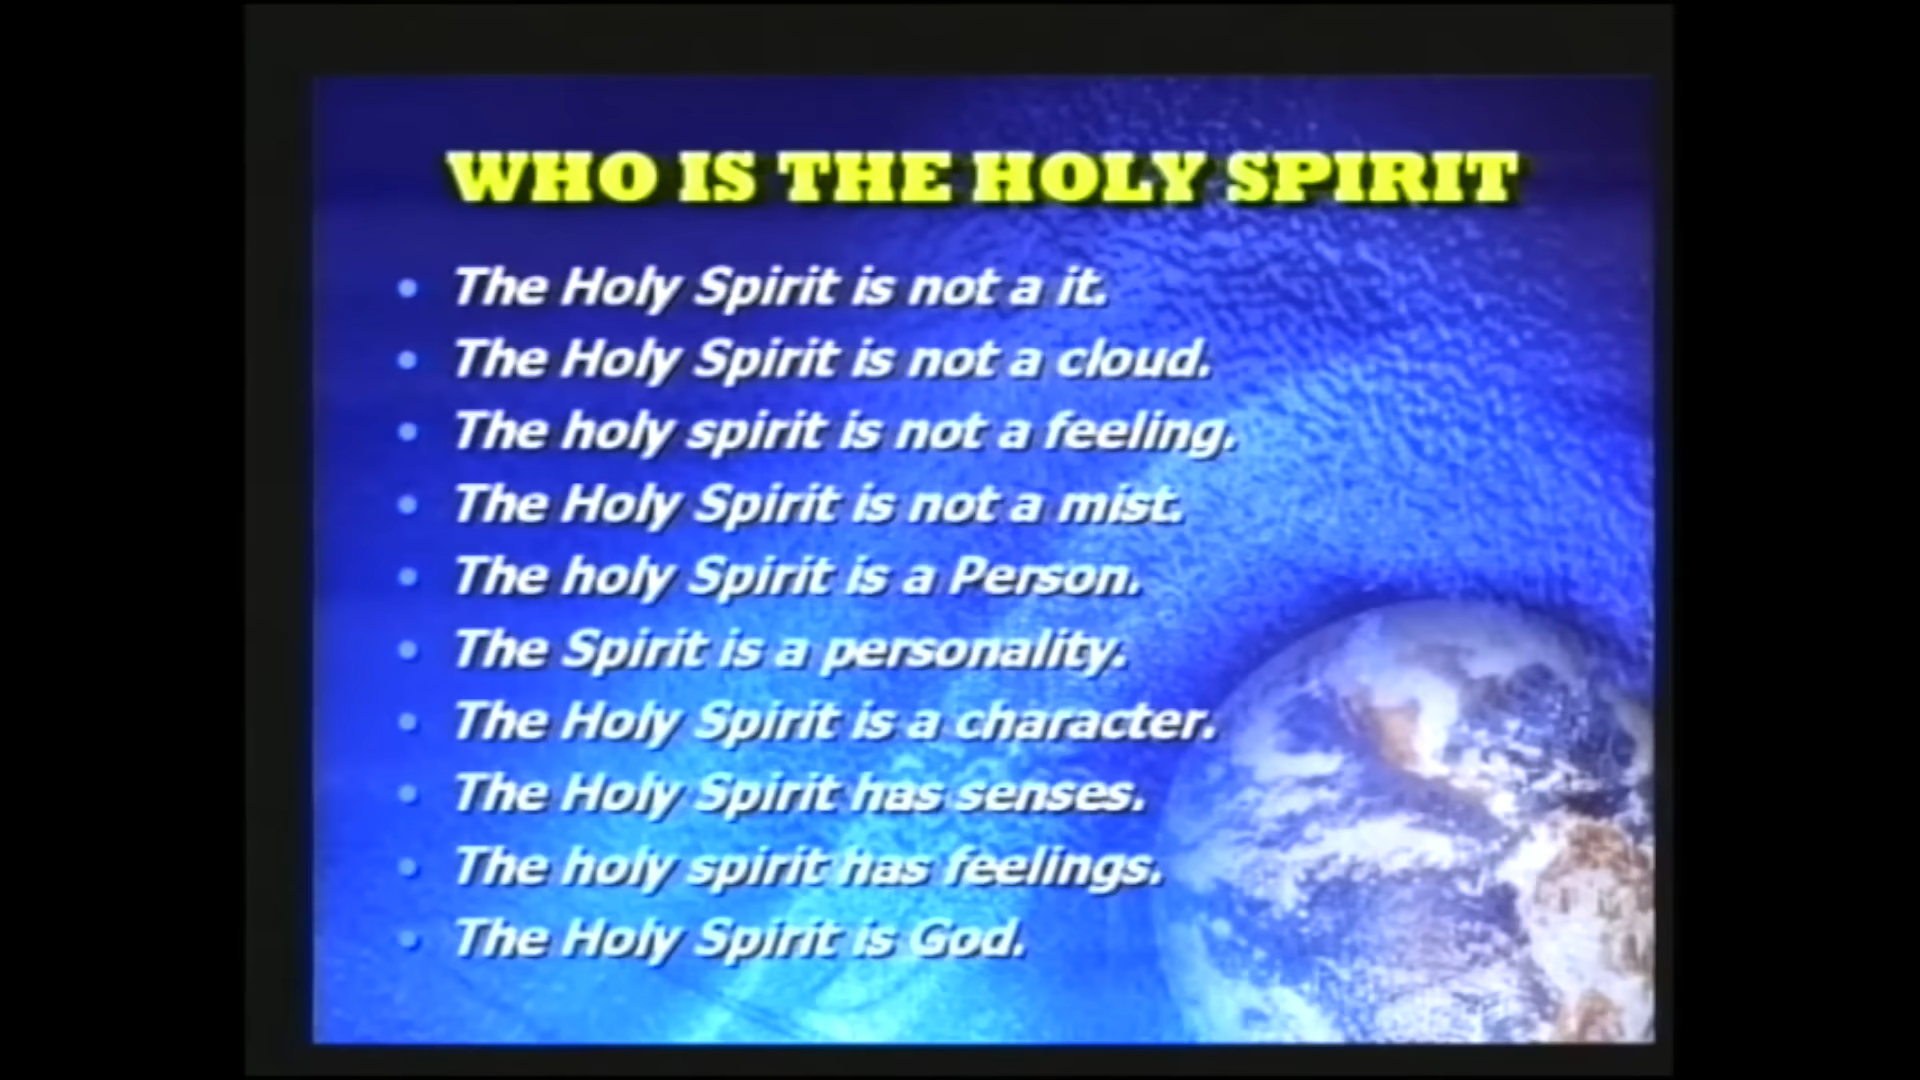 WHO IS THE HOLY SPIRIT
• The Holy Spirit is not a it.
• The Holy Spirit is not a cloud.
• The holy spirit is not a feeling.
• The Holy Spirit is not a mist.
• The holy Spirit is a Person.
• The Spirit is a personality.
• The Holy Spirit is a character.
• The Holy Spirit has senses.
• The holy spirit has feelings.
• The Holy Spirit is God.